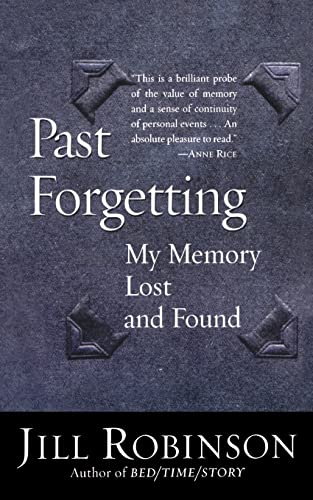 "This is a brilliant probe
of the value of memory
and a sense of continuity
of personal events . . . An
absolute pleasure to read."
—Anne Rice
Past
Forgetting
My Memory
Lost
and Found
JILL ROBINSON
Author of BED/TIME/STORY